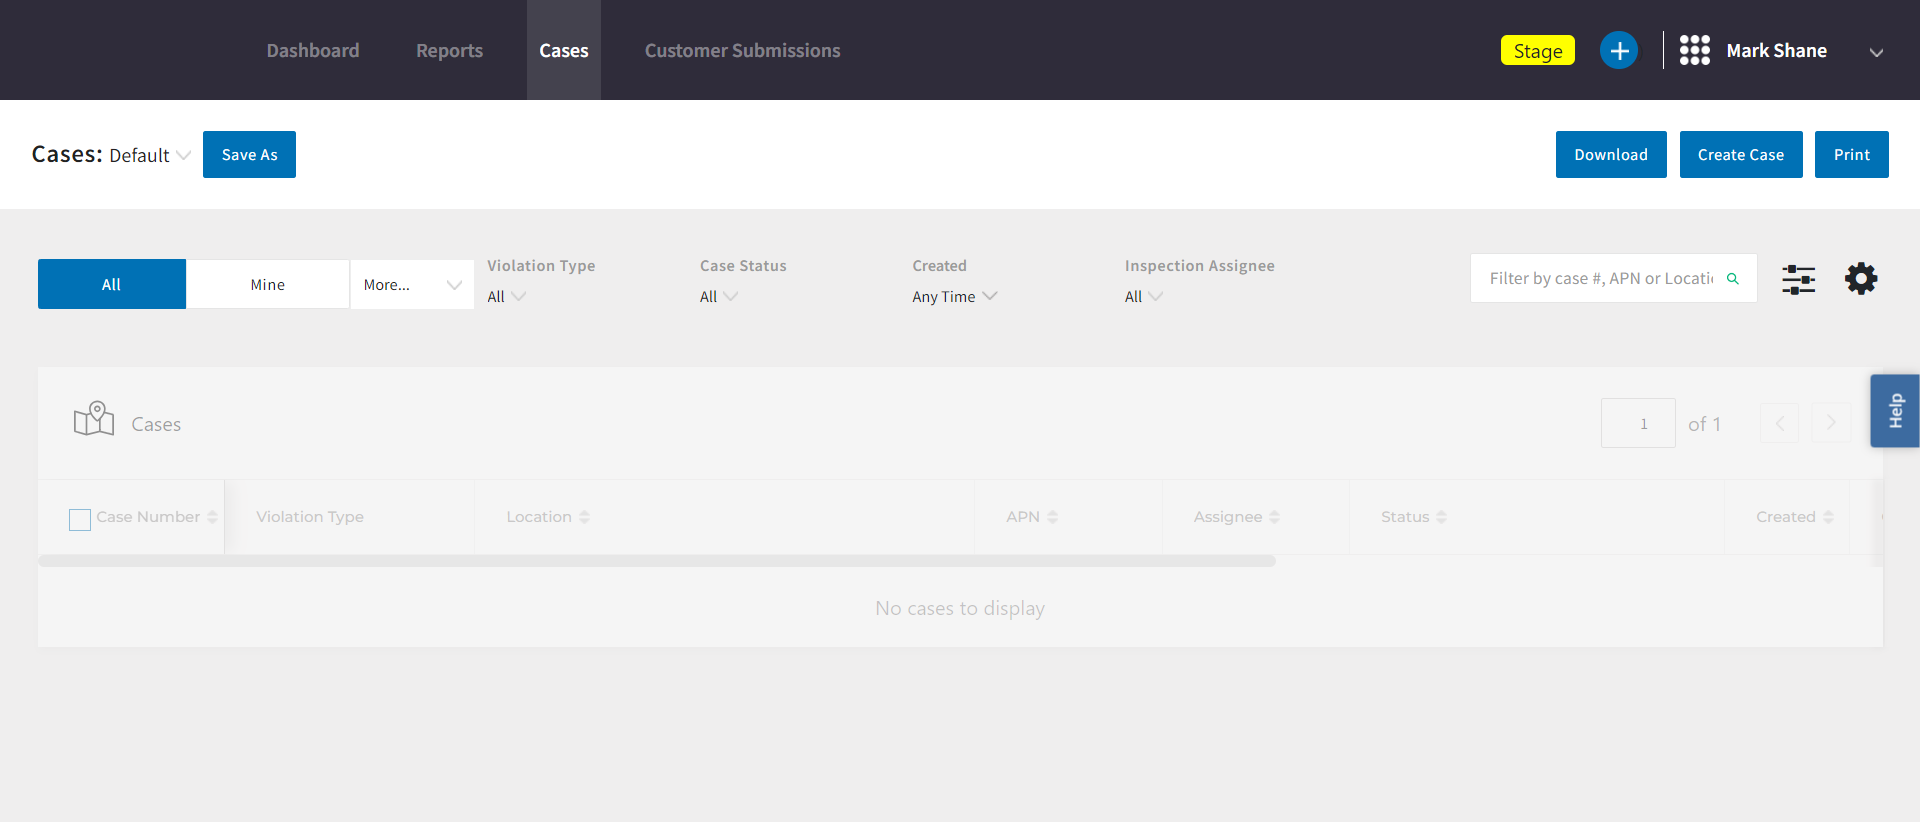 Dashboard Reports Cases Customer Submissions Stage Mark Shane
Cases: Default Save As Download Create Case Print
All Mine More... Violation Type All Case Status All Created Any Time Inspection Assignee All Filter by case #, APN or Locati
Help
Cases 1 of 1
Case Number Violation Type Location APN Assignee Status Created
No cases to display